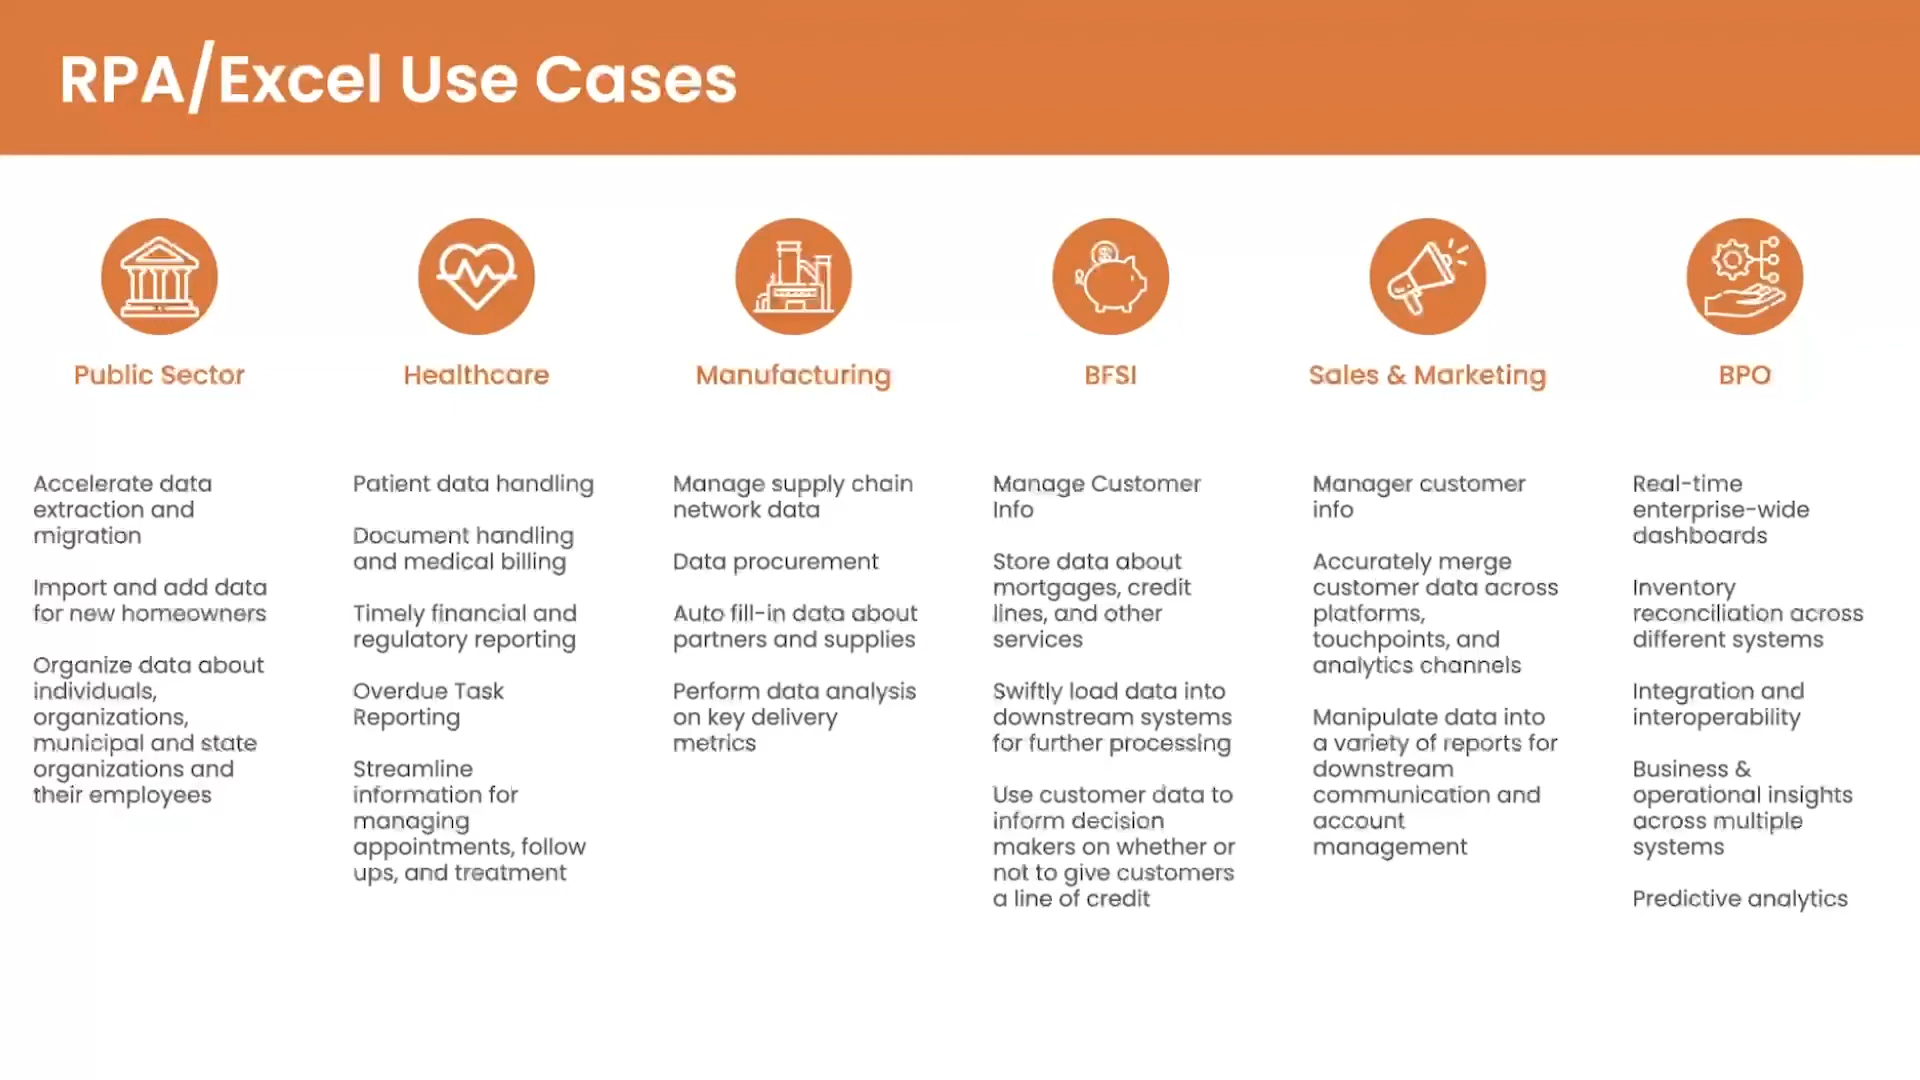 RPA/Excel Use Cases
Public Sector
Accelerate data
extraction and
migration
Import and add data
for new homeowners
Organize data about
individuals,
organizations,
municipal and state
organizations and
their employees
Healthcare
Patient data handling
Document handling
and medical billing
Timely financial and
regulatory reporting
Overdue Task
Reporting
Streamline
information for
managing
appointments, follow
ups, and treatment
Manufacturing
Manage supply chain
network data
Data procurement
Auto fill-in data about
partners and supplies
Perform data analysis
on key delivery
metrics
BFSI
Manage Customer
Info
Store data about
mortgages, credit
lines, and other
services
Swiftly load data into
downstream systems
for further processing
Use customer data to
inform decision
makers on whether or
not to give customers
a line of credit
Sales & Marketing
Manager customer
info
Accurately merge
customer data across
platforms,
touchpoints, and
analytics channels
Manipulate data into
a variety of reports for
downstream
communication and
account
management
BPO
Real-time
enterprise-wide
dashboards
Inventory
reconciliation across
different systems
Integration and
interoperability
Business &
operational insights
across multiple
systems
Predictive analytics